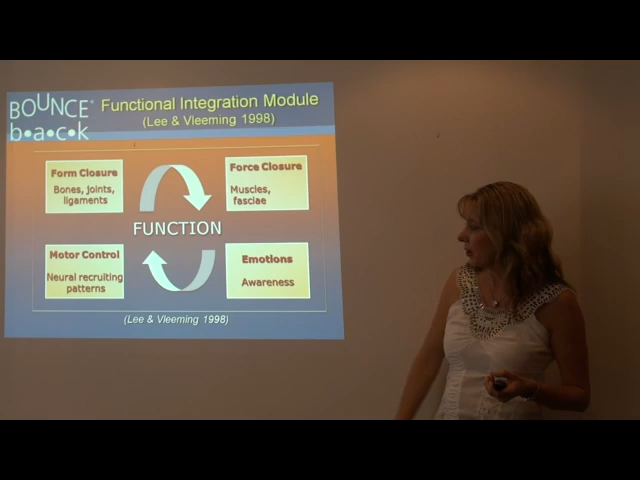 BOUNCE®
b•a•c•k
Functional Integration Module
(Lee & Vleeming 1998)
Form Closure
Bones, joints,
ligaments
Force Closure
Muscles,
fasciae
FUNCTION
Motor Control
Neural recruiting
patterns
Emotions
Awareness
(Lee & Vleeming 1998)